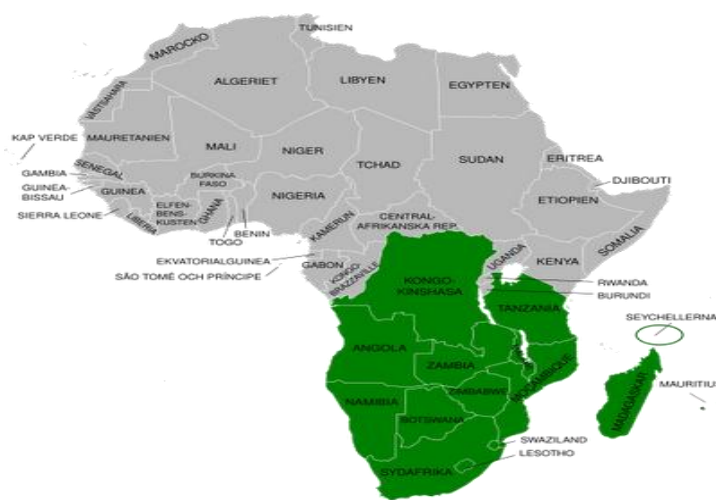 TUNISIEN
MAROCKO
ALGERIET
LIBYEN
EGYPTEN
VÄSTSAHARA
MAURETANIEN
MALI
NIGER
TCHAD
SUDAN
ERITREA
DJIBOUTI
KAP VERDE
SENEGAL
GAMBIA
GUINEA-
BISSAU
GUINEA
SIERRA LEONE
LIBERIA
ELFEN-
BENS-
KUSTEN
BURKINA
FASO
GHANA
TOGO
BENIN
NIGERIA
KAMERUN
CENTRAL-
AFRIKANSKA REP.
ETIOPIEN
SOMALIA
EKVATORIALGUINEA
SÃO TOMÉ OCH PRÍNCIPE
GABON
KONGO-
BRAZZAVILLE
KONGO-
KINSHASA
UGANDA
KENYA
RWANDA
BURUNDI
TANZANIA
SEYCHELLERNA
ANGOLA
ZAMBIA
MOÇAMBIQUE
MADAGASKAR
MAURITIU
NAMIBIA
ZIMBABWE
BOTSWANA
SWAZILAND
LESOTHO
SYDAFRIKA